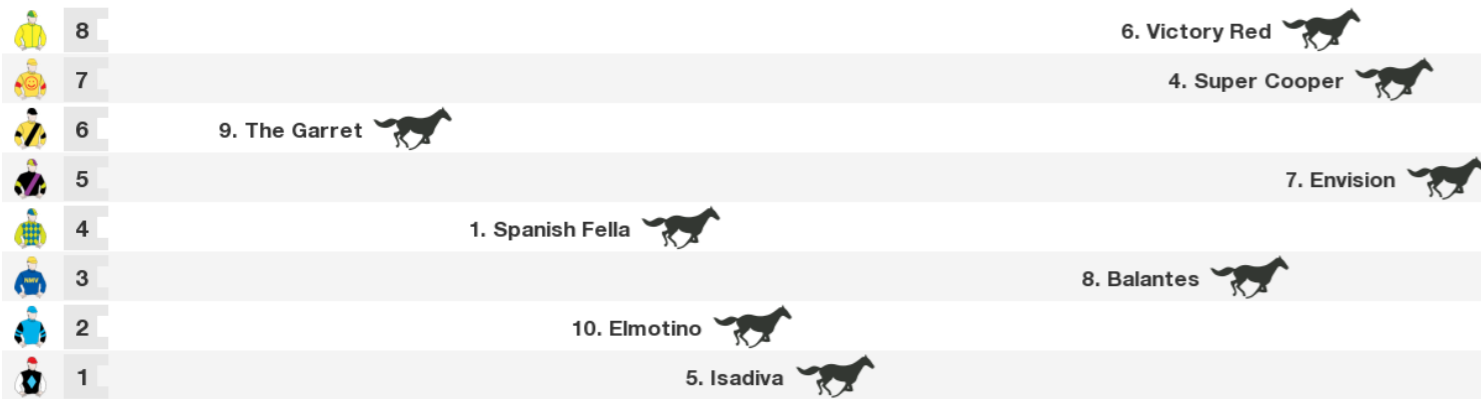 8 6. Victory Red
7 4. Super Cooper
6 9. The Garret
5 7. Envision
4 1. Spanish Fella
NMV 3 8. Balantes
2 10. Elmotino
1 5. Isadiva